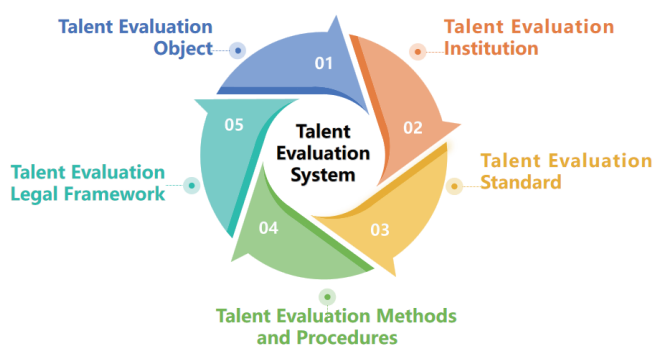 Talent Evaluation
Object
01
Talent Evaluation
Institution
02
Talent Evaluation
Standard
03
Talent Evaluation Methods
and Procedures
04
Talent Evaluation
Legal Framework
05
Talent
Evaluation
System